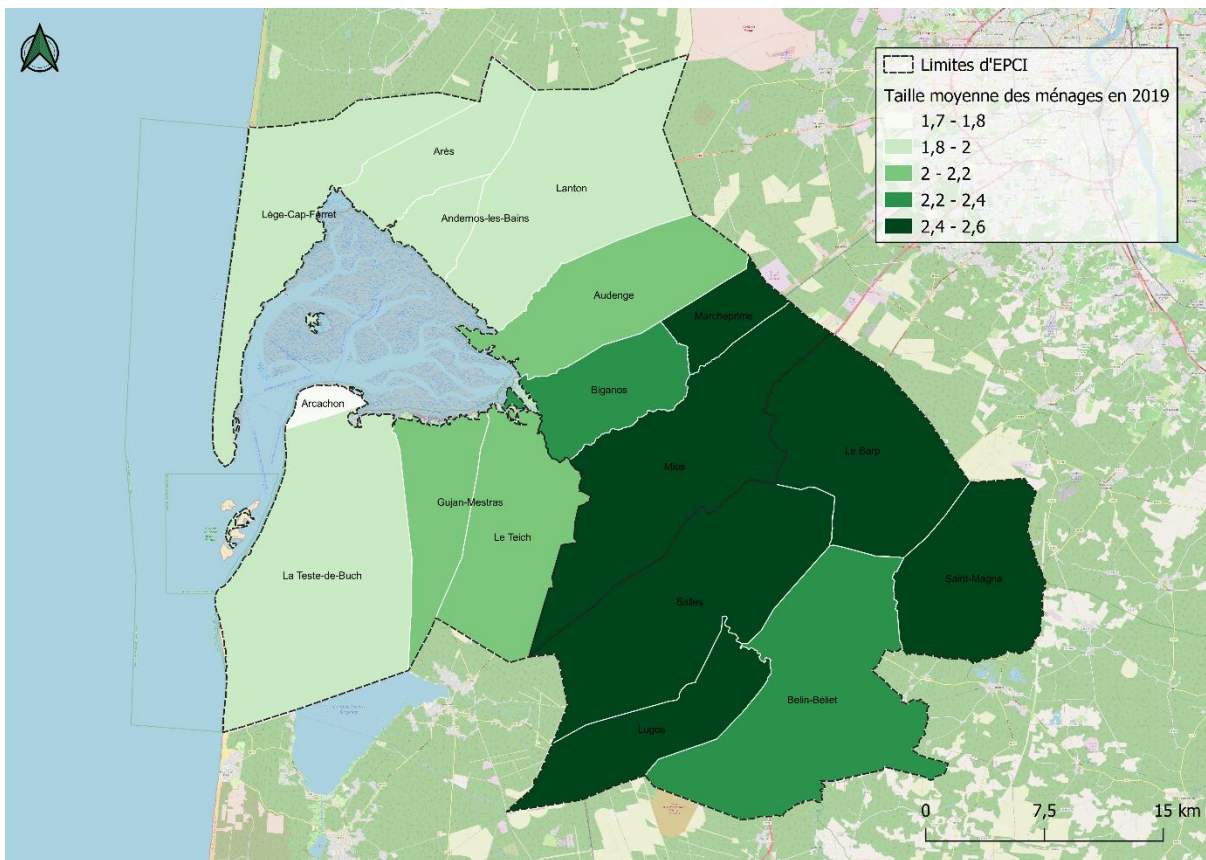 Limites d'EPCI
Taille moyenne des ménages en 2019
1,7 - 1,8
1,8 - 2
2 - 2,2
2,2 - 2,4
2,4 - 2,6
Arès
Lanton
Lège-Cap-Ferret
Andernos-les-Bains
Audenge
Marcheprime
Biganos
Arcachon
Le Barp
Mios
Gujan-Mestras
Le Teich
La Teste-de-Buch
Saint-Magne
Salles
Belin-Béliet
Lugos
0 7,5 15 km